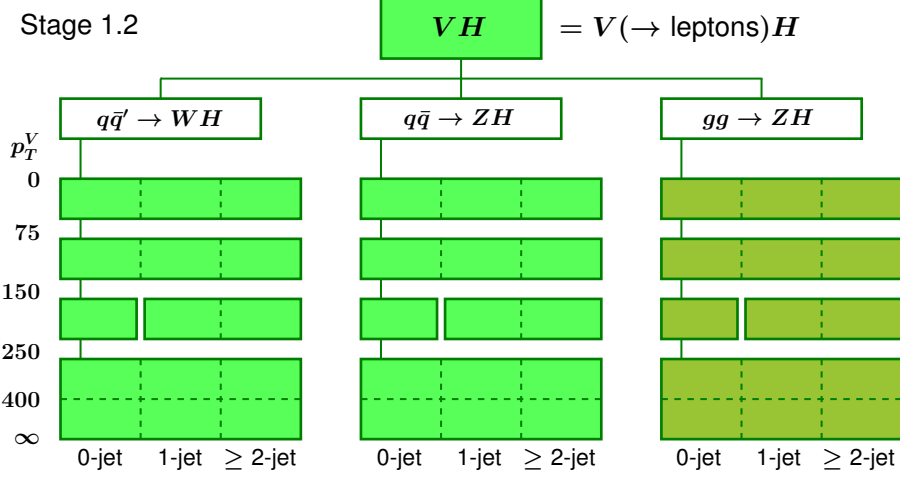 Stage 1.2
VH
= V(→ leptons)H
qq̄′ → WH
qq̄ → ZH
gg → ZH
p_T^V
0
75
150
250
400
∞
0-jet 1-jet ≥ 2-jet
0-jet 1-jet ≥ 2-jet
0-jet 1-jet ≥ 2-jet